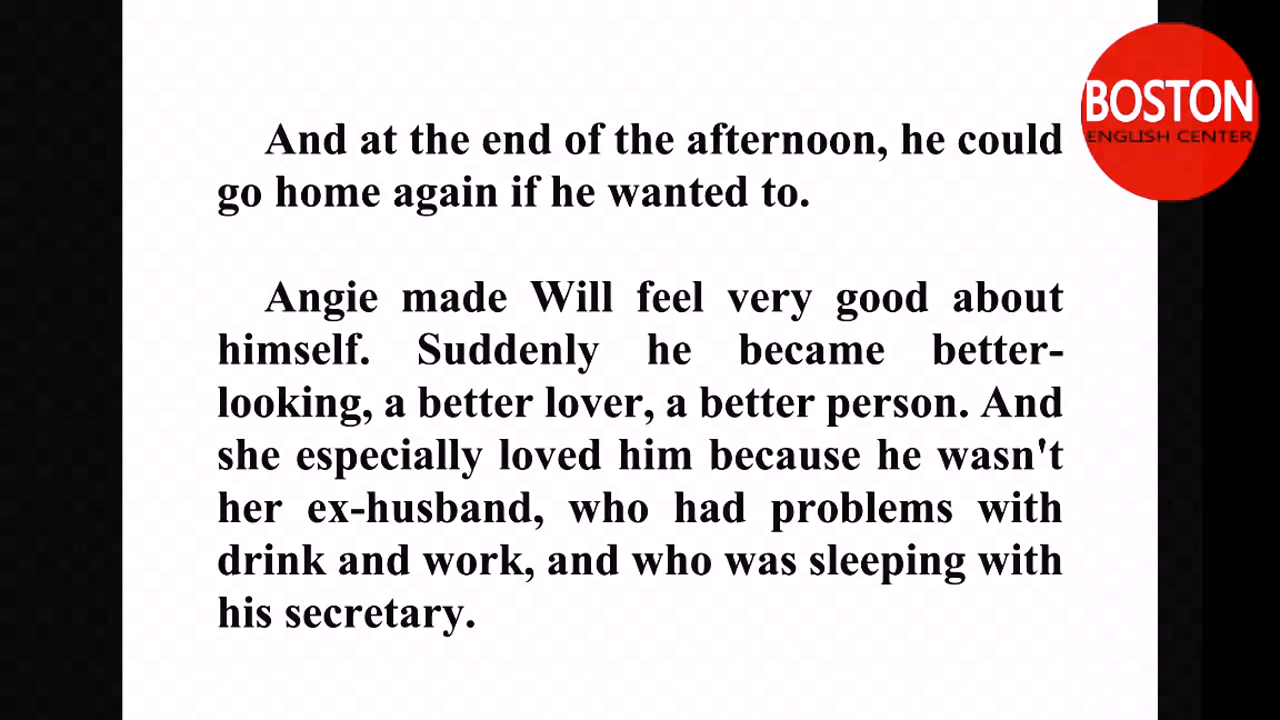 BOSTON
ENGLISH CENTER
And at the end of the afternoon, he could
go home again if he wanted to.
Angie made Will feel very good about
himself. Suddenly he became better-
looking, a better lover, a better person. And
she especially loved him because he wasn't
her ex-husband, who had problems with
drink and work, and who was sleeping with
his secretary.